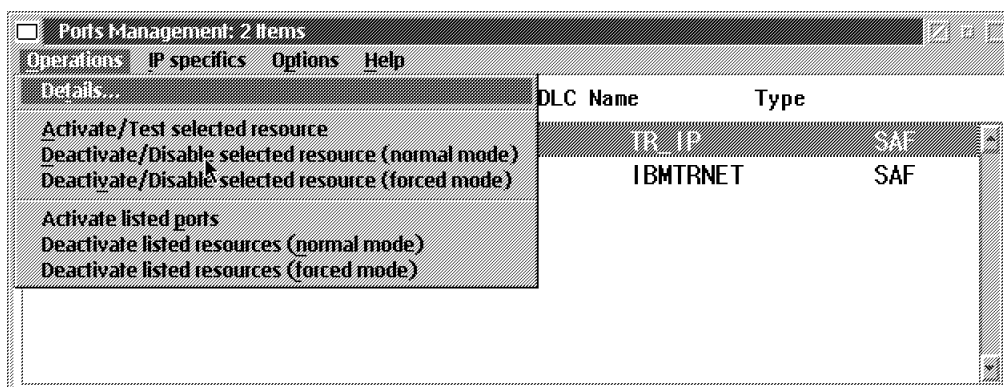 Ports Management: 2 Items
Operations IP specifics Options Help
Details...
DLC Name Type
Activate/Test selected resource
TR_IP SAF
Deactivate/Disable selected resource (normal mode)
Deactivate/Disable selected resource (forced mode)
IBMTRNET SAF
Activate listed ports
Deactivate listed resources (normal mode)
Deactivate listed resources (forced mode)